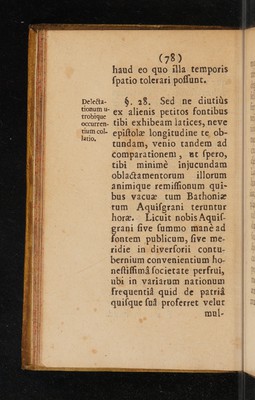 (78)
haud eo quo illa temporis
spatio tolerari possunt.
Delecta-
tionum u-
trobique
occurren-
tium col-
latio.
§. 28. Sed ne diutiùs
ex alienis petitos fontibus
tibi exhibeam latices, neve
epistolæ longitudine te ob-
tundam, venio tandem ad
comparationem, ut spero,
tibi minimè injucundam
oblactamentorum illorum
animique remissionum qui-
bus vacuæ tum Bathoniæ
tum Aquisgrani teruntur
horæ. Licuit nobis Aquis-
grani sive summo manè ad
fontem publicum, sive me-
ridie in diversorii contu-
bernium convenientium ho-
nestissimâ societate perfrui,
ubi in variarum nationum
frequentiâ quid de patriâ
quisque suâ proferret velut
mul-